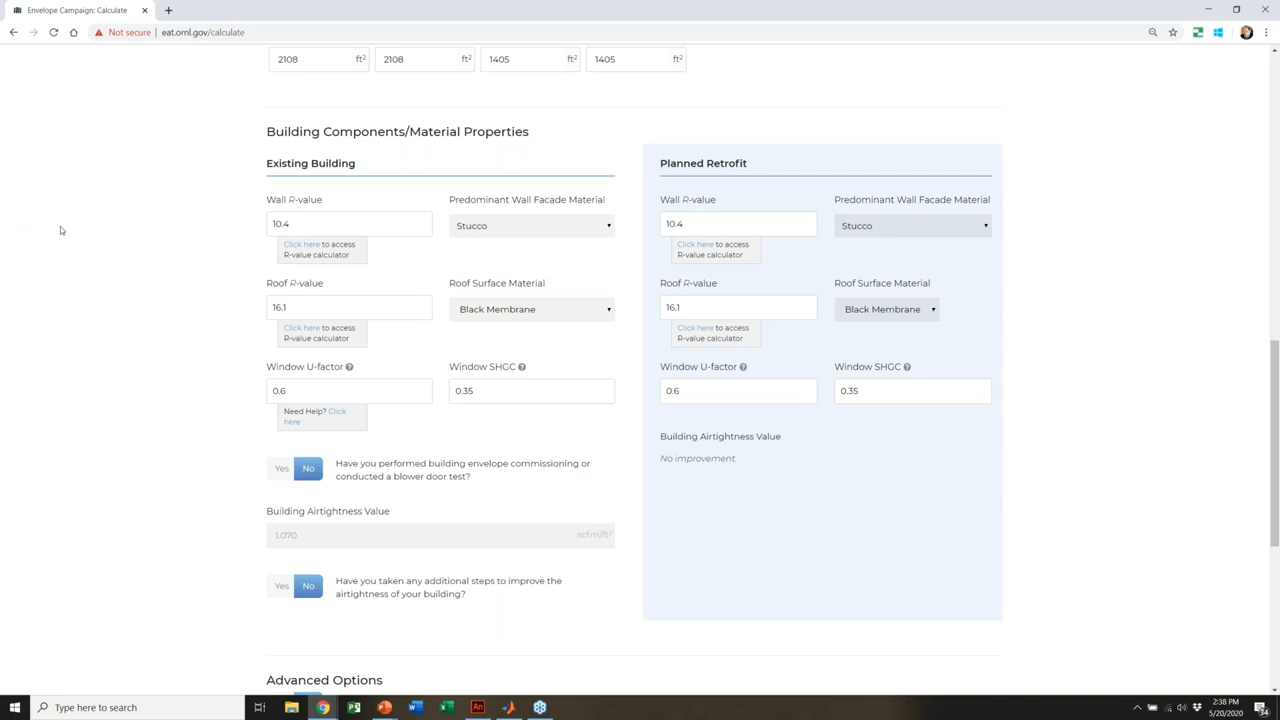 Envelope Campaign: Calculate
Not secure | eat.ornl.gov/calculate
2108 ft² 2108 ft² 1405 ft² 1405 ft²
Building Components/Material Properties
Existing Building
Wall R-value Predominant Wall Facade Material
10.4 Stucco
Click here to access
R-value calculator
Roof R-value Roof Surface Material
16.1 Black Membrane
Click here to access
R-value calculator
Window U-factor Window SHGC
0.6 0.35
Need Help? Click
here
Yes No Have you performed building envelope commissioning or
conducted a blower door test?
Building Airtightness Value
1.070 scfm/ft²
Yes No Have you taken any additional steps to improve the
airtightness of your building?
Planned Retrofit
Wall R-value Predominant Wall Facade Material
10.4 Stucco
Click here to access
R-value calculator
Roof R-value Roof Surface Material
16.1 Black Membrane
Click here to access
R-value calculator
Window U-factor Window SHGC
0.6 0.35
Building Airtightness Value
No improvement.
Advanced Options
Type here to search
2:38 PM
5/20/2020
34